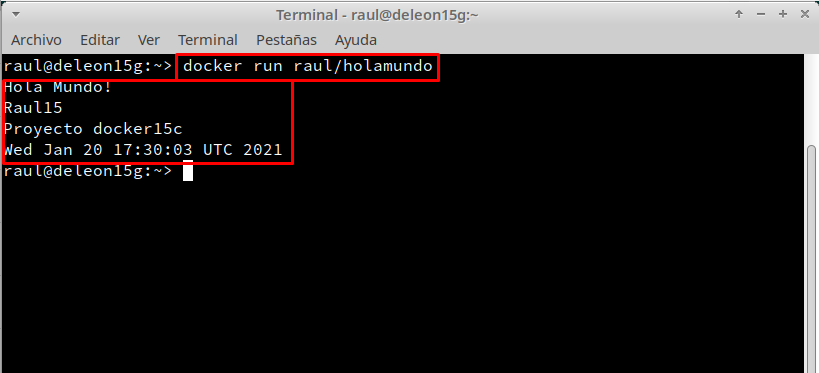 Terminal - raul@deleon15g:~
Archivo Editar Ver Terminal Pestañas Ayuda
raul@deleon15g:~> docker run raul/holamundo
Hola Mundo!
Raul15
Proyecto docker15c
Wed Jan 20 17:30:03 UTC 2021
raul@deleon15g:~>